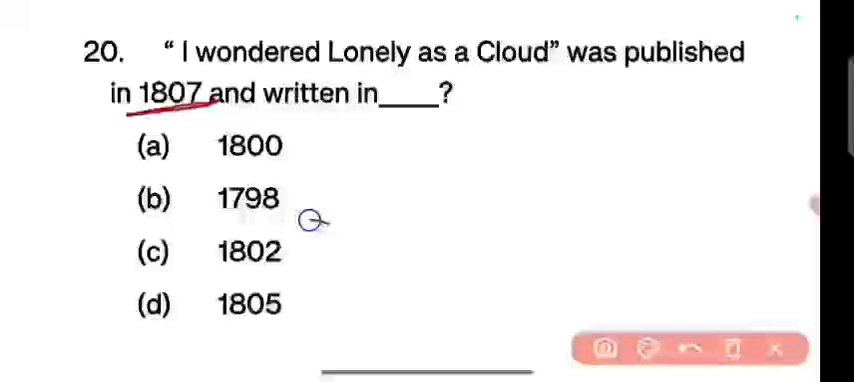 20. “ I wondered Lonely as a Cloud” was published
in 1807 and written in____?
(a) 1800
(b) 1798
(c) 1802
(d) 1805